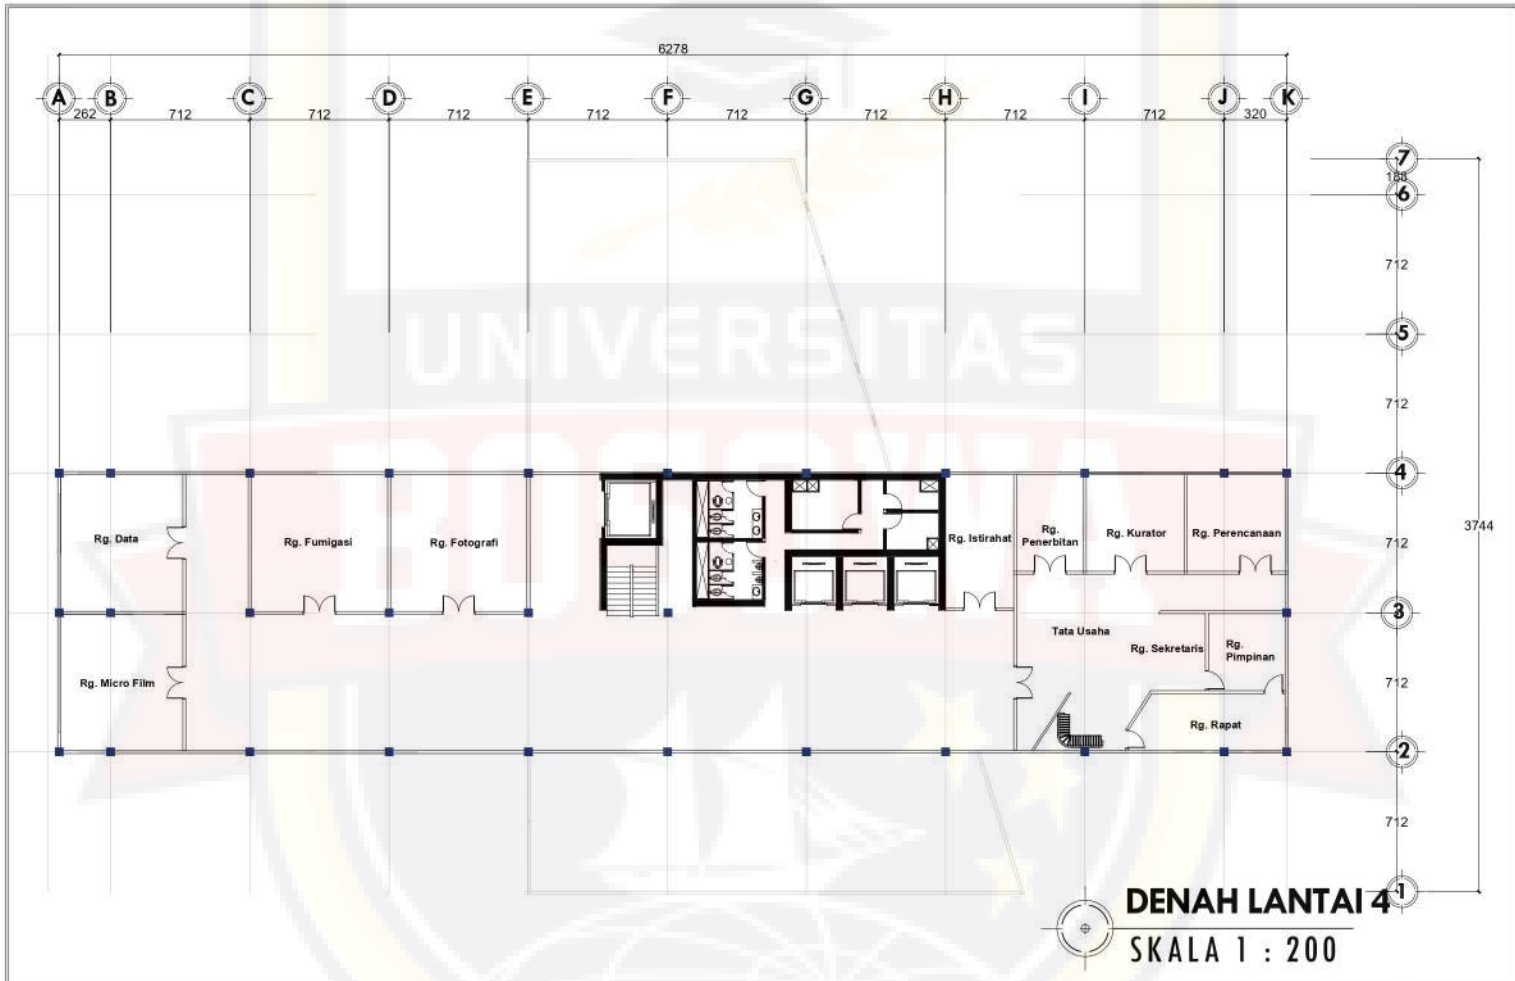 6278
A B C D E F G H I J K
262 712 712 712 712 712 712 712 712 320
7
188
6
712
UNIVERSITAS
5
712
BOSOWA
4
Rg. Data
Rg. Fumigasi
Rg. Fotografi
Rg. Istirahat
Rg.
Penerbitan
Rg. Kurator
Rg. Perencanaan
712
3744
3
Tata Usaha
Rg. Sekretaris
Rg.
Pimpinan
Rg. Micro Film
712
Rg. Rapat
2
712
1
DENAH LANTAI 4
SKALA 1 : 200